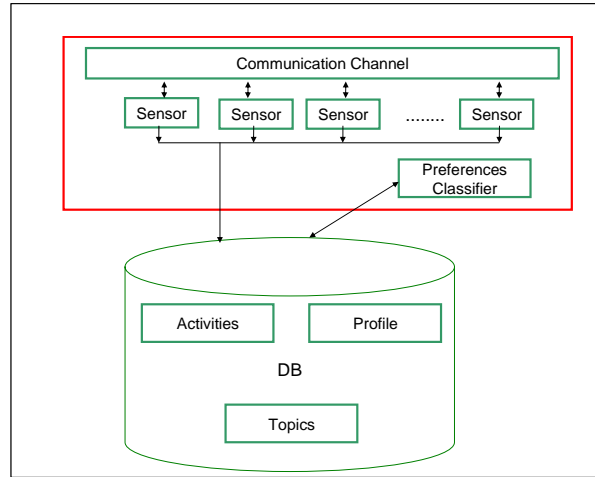 Communication Channel
Sensor
Sensor
Sensor
........
Sensor
Preferences
Classifier
Activities
Profile
DB
Topics